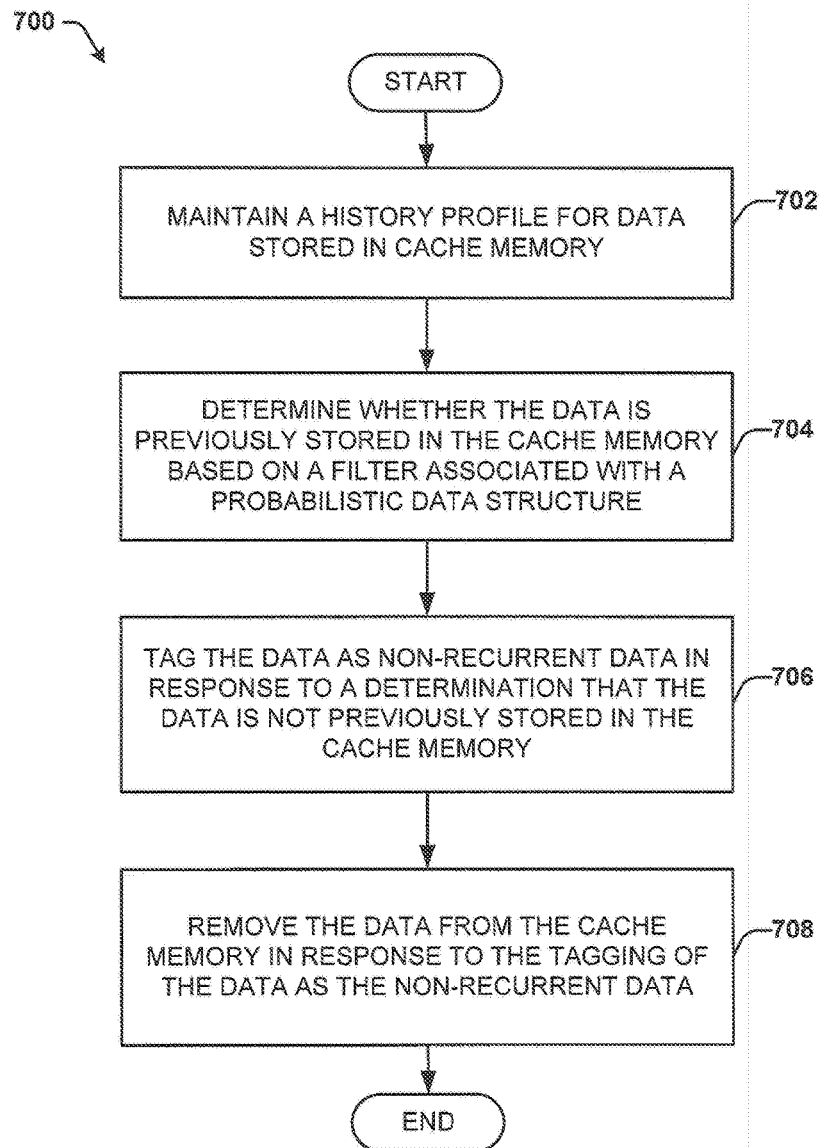 700
START
MAINTAIN A HISTORY PROFILE FOR DATA
STORED IN CACHE MEMORY
702
DETERMINE WHETHER THE DATA IS
PREVIOUSLY STORED IN THE CACHE MEMORY
BASED ON A FILTER ASSOCIATED WITH A
PROBABILISTIC DATA STRUCTURE
704
TAG THE DATA AS NON-RECURRENT DATA IN
RESPONSE TO A DETERMINATION THAT THE
DATA IS NOT PREVIOUSLY STORED IN THE
CACHE MEMORY
706
REMOVE THE DATA FROM THE CACHE
MEMORY IN RESPONSE TO THE TAGGING OF
THE DATA AS THE NON-RECURRENT DATA
708
END